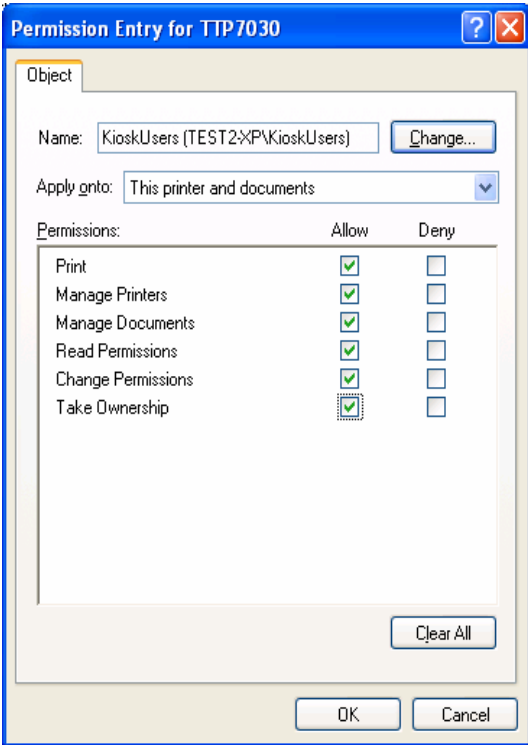 Permission Entry for TTP7030
Object
Name: KioskUsers (TEST2-XP\KioskUsers) Change...
Apply onto: This printer and documents
Permissions: Allow Deny
Print
Manage Printers
Manage Documents
Read Permissions
Change Permissions
Take Ownership
Clear All
OK Cancel